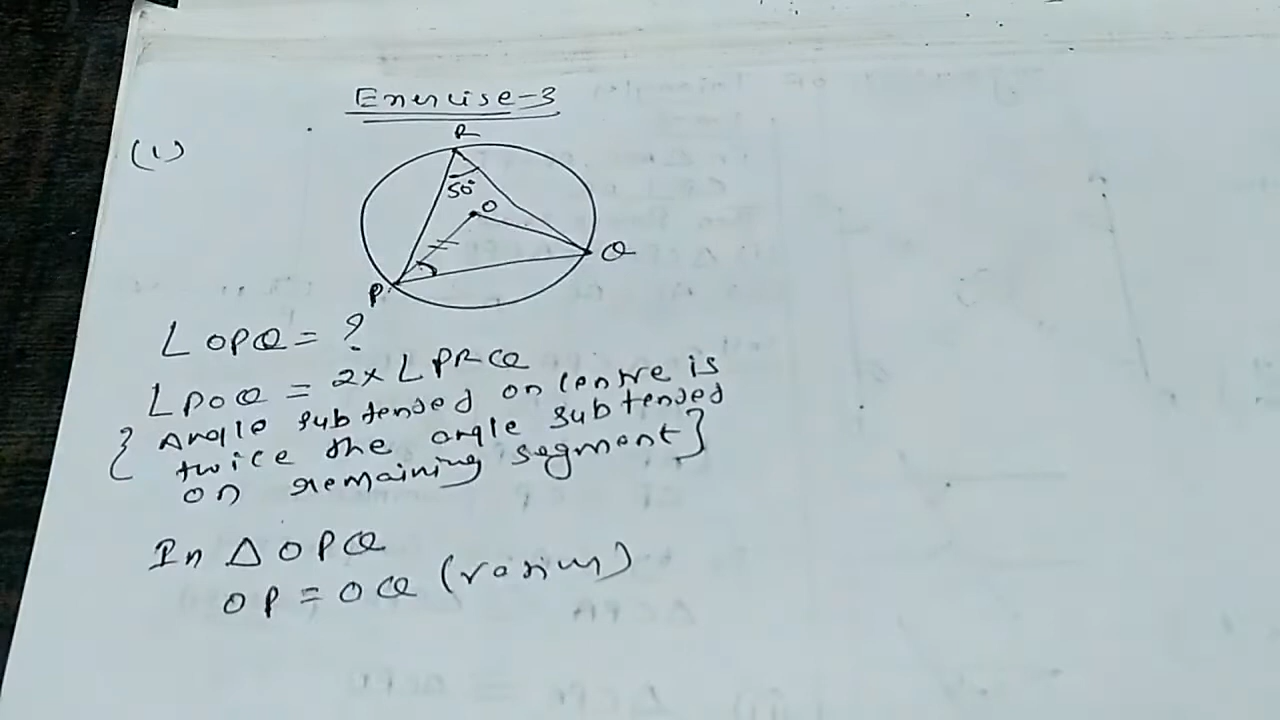 Exercise-3
(1)
R
50°
O
Q
P
∠OPQ = ?
∠POQ = 2x ∠PRQ
{ Angle subtended on centre is
twice the angle subtended
on remaining segment}
In △OPQ
OP = OQ (radius)